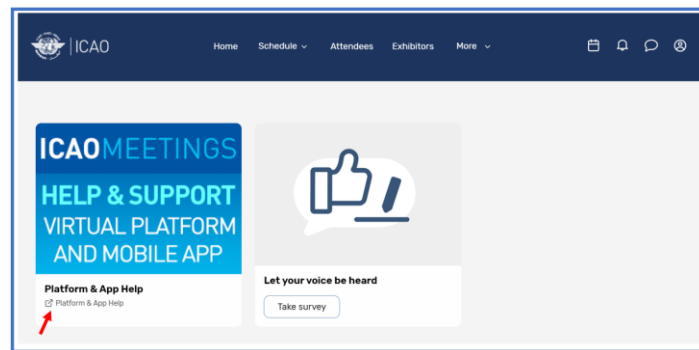 ICAO
Home Schedule Attendees Exhibitors More
ICAOMEETINGS
HELP & SUPPORT
VIRTUAL PLATFORM
AND MOBILE APP
Platform & App Help
Platform & App Help
Let your voice be heard
Take survey